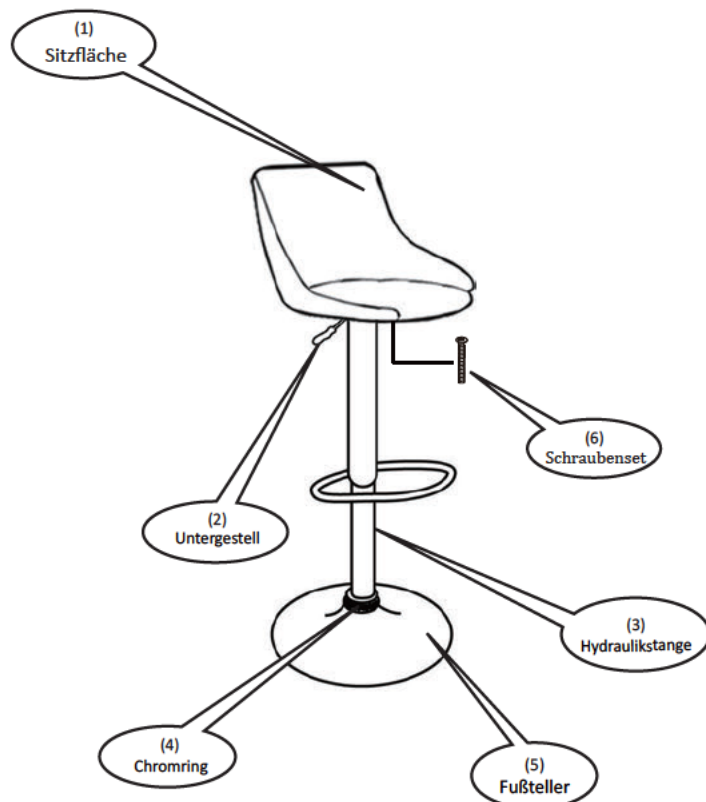 (1)
Sitzfläche
(6)
Schraubenset
(2)
Untergestell
(3)
Hydraulikstange
(4)
Chromring
(5)
Fußteller